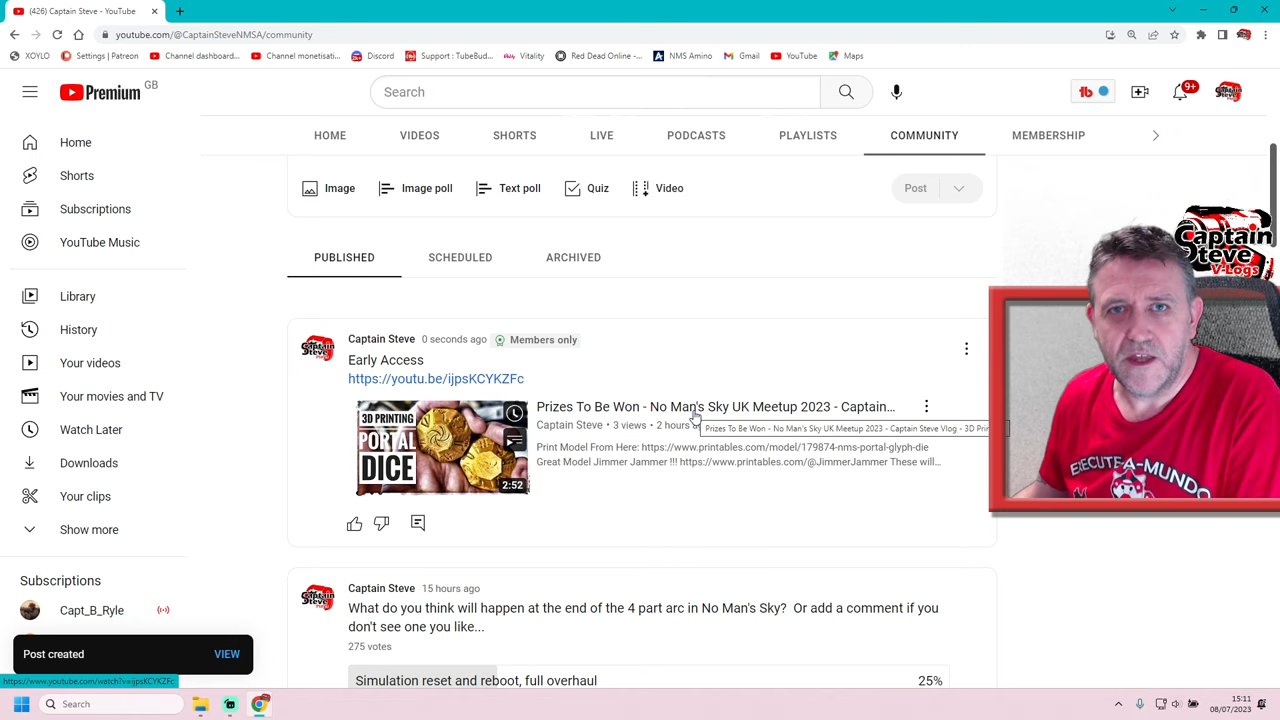 (426) Captain Steve - YouTube
youtube.com/@CaptainSteveNMSA/community
XOYLO
Settings | Patreon
Channel dashboard...
Channel monetisati...
Discord
Support : TubeBud...
Vitality
Red Dead Online -...
NMS Amino
Gmail
YouTube
Maps
Premium GB
Search
tb
9+
HOME
VIDEOS
SHORTS
LIVE
PODCASTS
PLAYLISTS
COMMUNITY
MEMBERSHIP
Home
Shorts
Subscriptions
YouTube Music
Library
History
Your videos
Your movies and TV
Watch Later
Downloads
Your clips
Show more
Subscriptions
Capt_B_Ryle
Image
Image poll
Text poll
Quiz
Video
Post
PUBLISHED
SCHEDULED
ARCHIVED
Captain Steve 0 seconds ago Members only
Early Access
https://youtu.be/ijpsKCYKZFc
3D PRINTING
PORTAL
DICE
2:52
Prizes To Be Won - No Man's Sky UK Meetup 2023 - Captain...
Captain Steve • 3 views • 2 hours
Prizes To Be Won - No Man's Sky UK Meetup 2023 - Captain Steve Vlog - 3D Prin
Print Model From Here: https://www.printables.com/model/179874-nms-portal-glyph-die
Great Model Jimmer Jammer !!! https://www.printables.com/@JimmerJammer These will...
Captain Steve 15 hours ago
What do you think will happen at the end of the 4 part arc in No Man's Sky? Or add a comment if you
don't see one you like...
275 votes
Simulation reset and reboot, full overhaul 25%
Captain
Steve
V-Logs
EXECUTE-A-MUNDO
Post created VIEW
https://www.youtube.com/watch?v=ijpsKCYKZFc
Search
15:11
08/07/2023